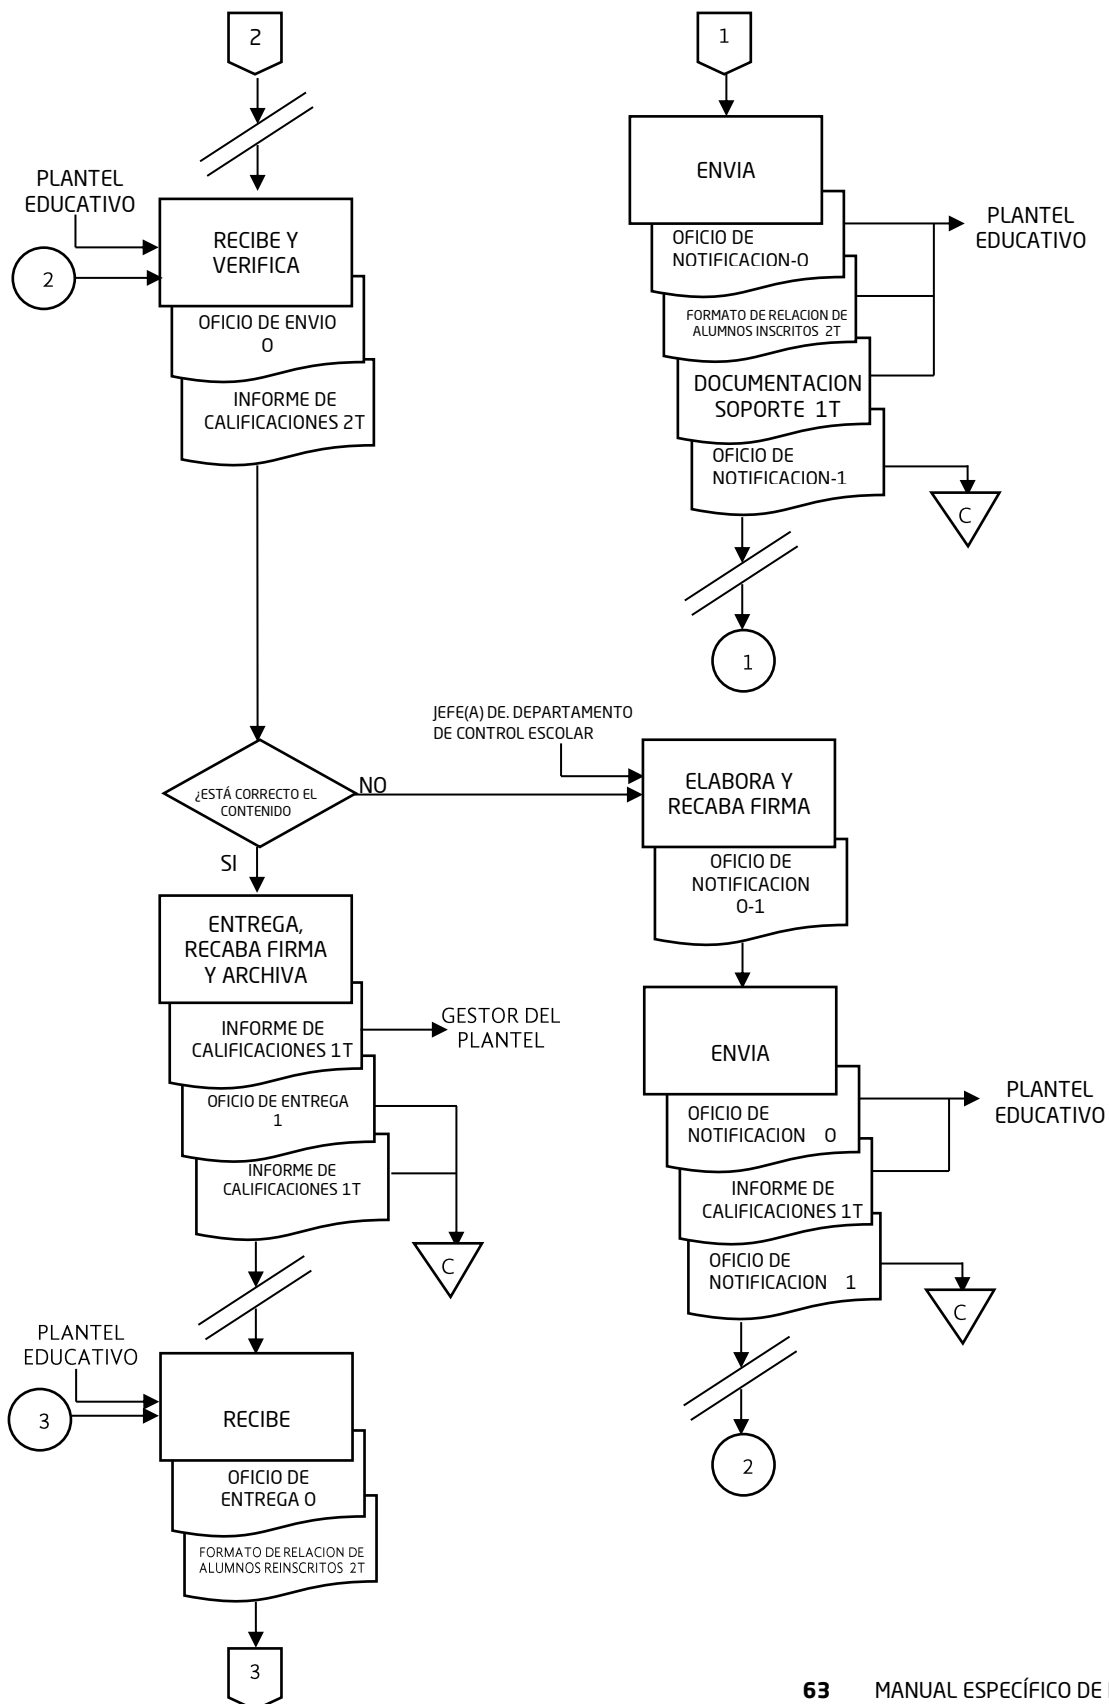 2
1
PLANTEL
EDUCATIVO
2
RECIBE Y
VERIFICA
OFICIO DE ENVIO
O
INFORME DE
CALIFICACIONES 2T
ENVIA
OFICIO DE
NOTIFICACION-O
FORMATO DE RELACION DE
ALUMNOS INSCRITOS 2T
DOCUMENTACION
SOPORTE 1T
OFICIO DE
NOTIFICACION-1
PLANTEL
EDUCATIVO
C
1
¿ESTÁ CORRECTO EL
CONTENIDO
NO
SI
JEFE(A) DE. DEPARTAMENTO
DE CONTROL ESCOLAR
ELABORA Y
RECABA FIRMA
OFICIO DE
NOTIFICACION
O-1
ENTREGA,
RECABA FIRMA
Y ARCHIVA
INFORME DE
CALIFICACIONES 1T
GESTOR DEL
PLANTEL
OFICIO DE ENTREGA
1
INFORME DE
CALIFICACIONES 1T
C
ENVIA
OFICIO DE
NOTIFICACION O
INFORME DE
CALIFICACIONES 1T
OFICIO DE
NOTIFICACION 1
PLANTEL
EDUCATIVO
C
2
PLANTEL
EDUCATIVO
3
RECIBE
OFICIO DE
ENTREGA O
FORMATO DE RELACION DE
ALUMNOS REINSCRITOS 2T
3
63 MANUAL ESPECÍFICO DE